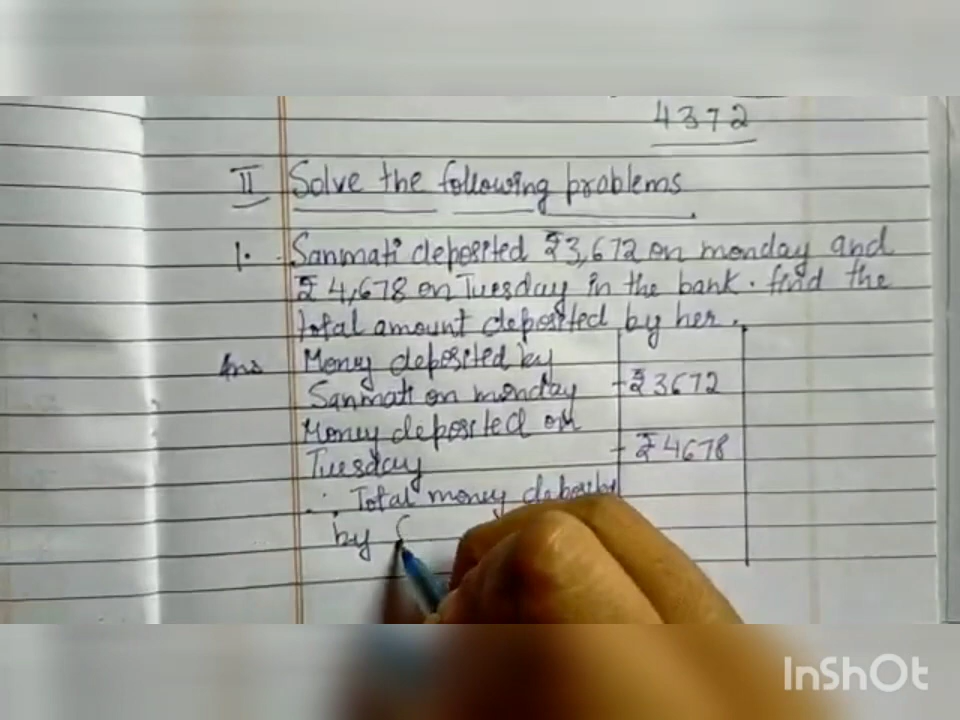 4372
II Solve the following problems
1. Sanmati deposited ₹3,672 on monday and
₹ 4,678 on Tuesday in the bank. find the
total amount deposited by her.
Ans Money deposited by
Sanmati on monday - ₹3672
Money deposited on
Tuesday - ₹4678
∴ Total money
by S
InShOt